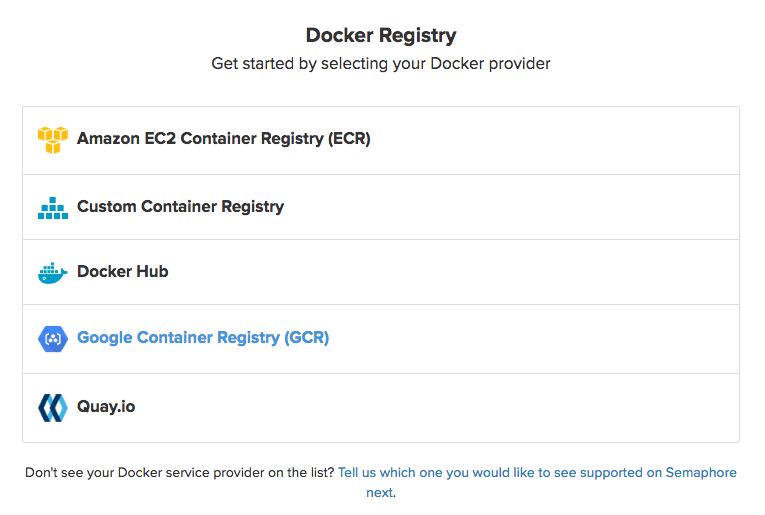 Docker Registry
Get started by selecting your Docker provider
Amazon EC2 Container Registry (ECR)
Custom Container Registry
Docker Hub
Google Container Registry (GCR)
Quay.io
Don't see your Docker service provider on the list? Tell us which one you would like to see supported on Semaphore
next.